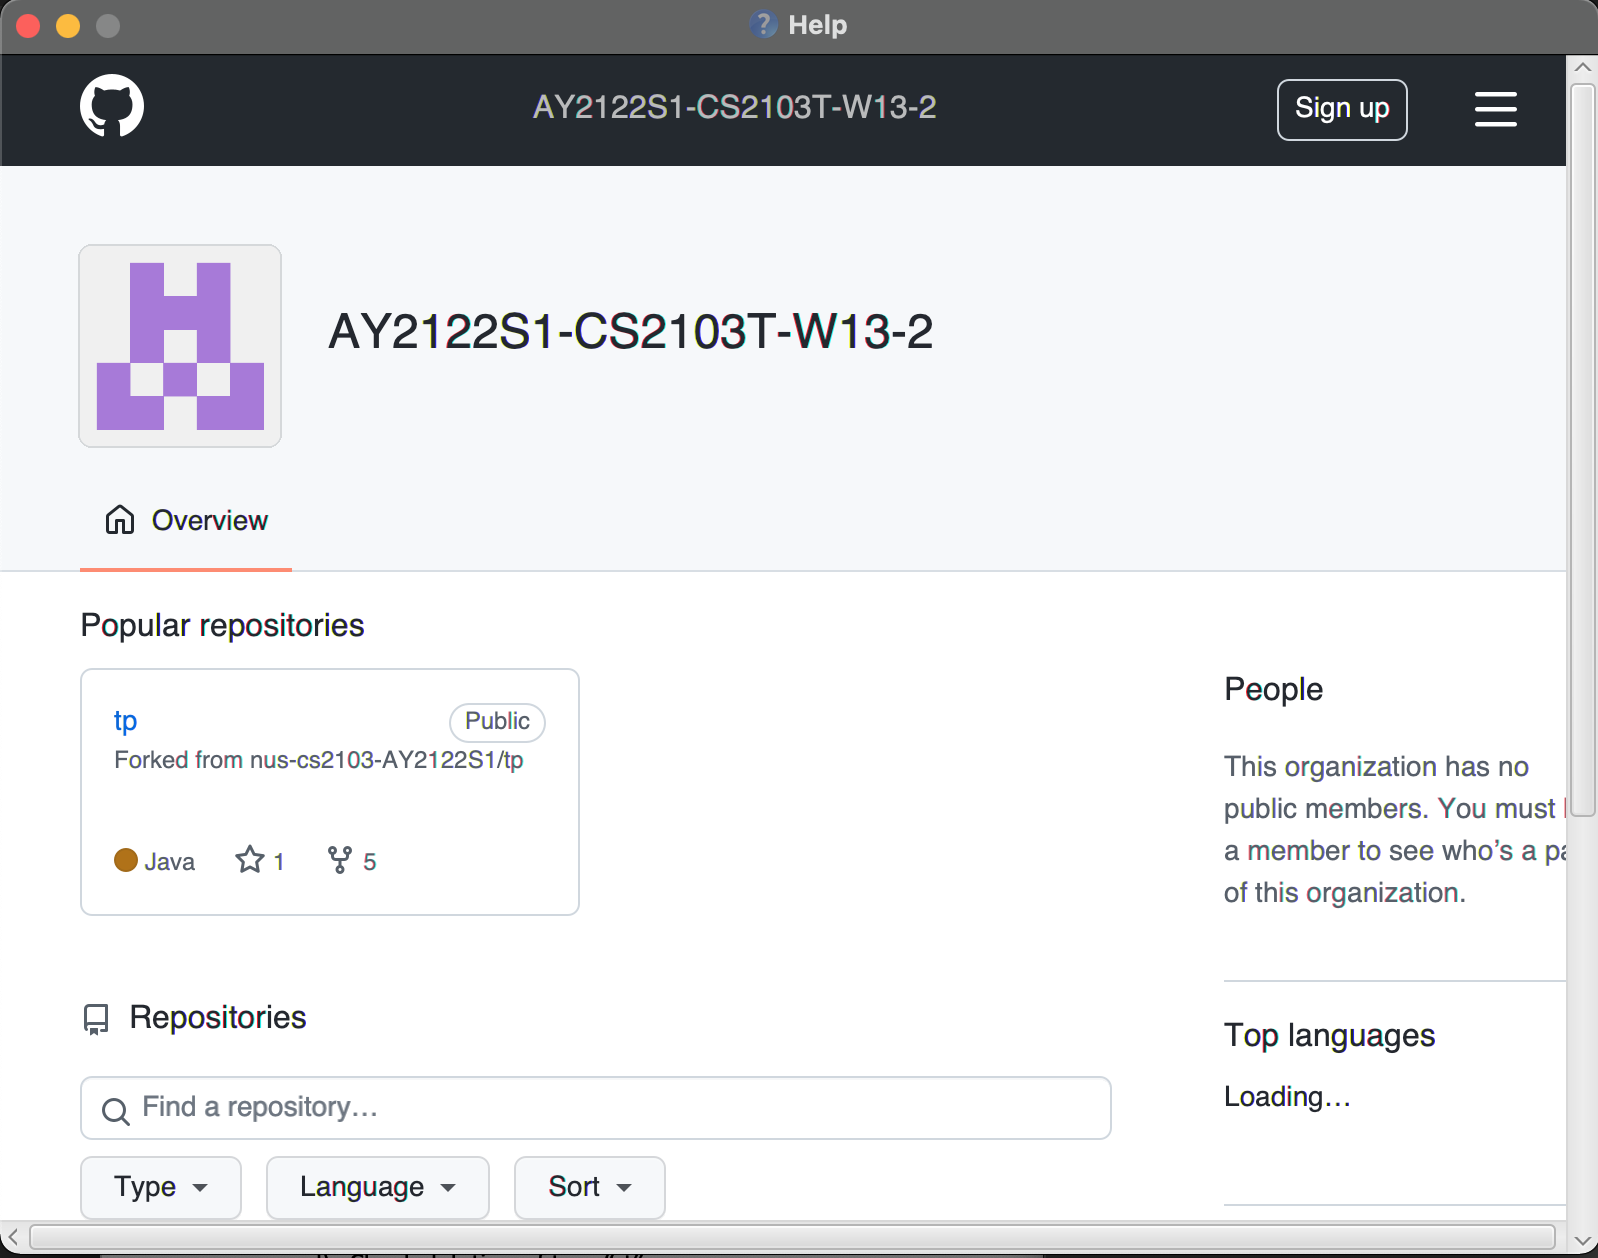 Help
AY2122S1-CS2103T-W13-2
Sign up
AY2122S1-CS2103T-W13-2
Overview
Popular repositories
tp
Public
Forked from nus-cs2103-AY2122S1/tp
Java
1
5
People
This organization has no
public members. You must
a member to see who's a pa
of this organization.
Repositories
Find a repository…
Type
Language
Sort
Top languages
Loading…